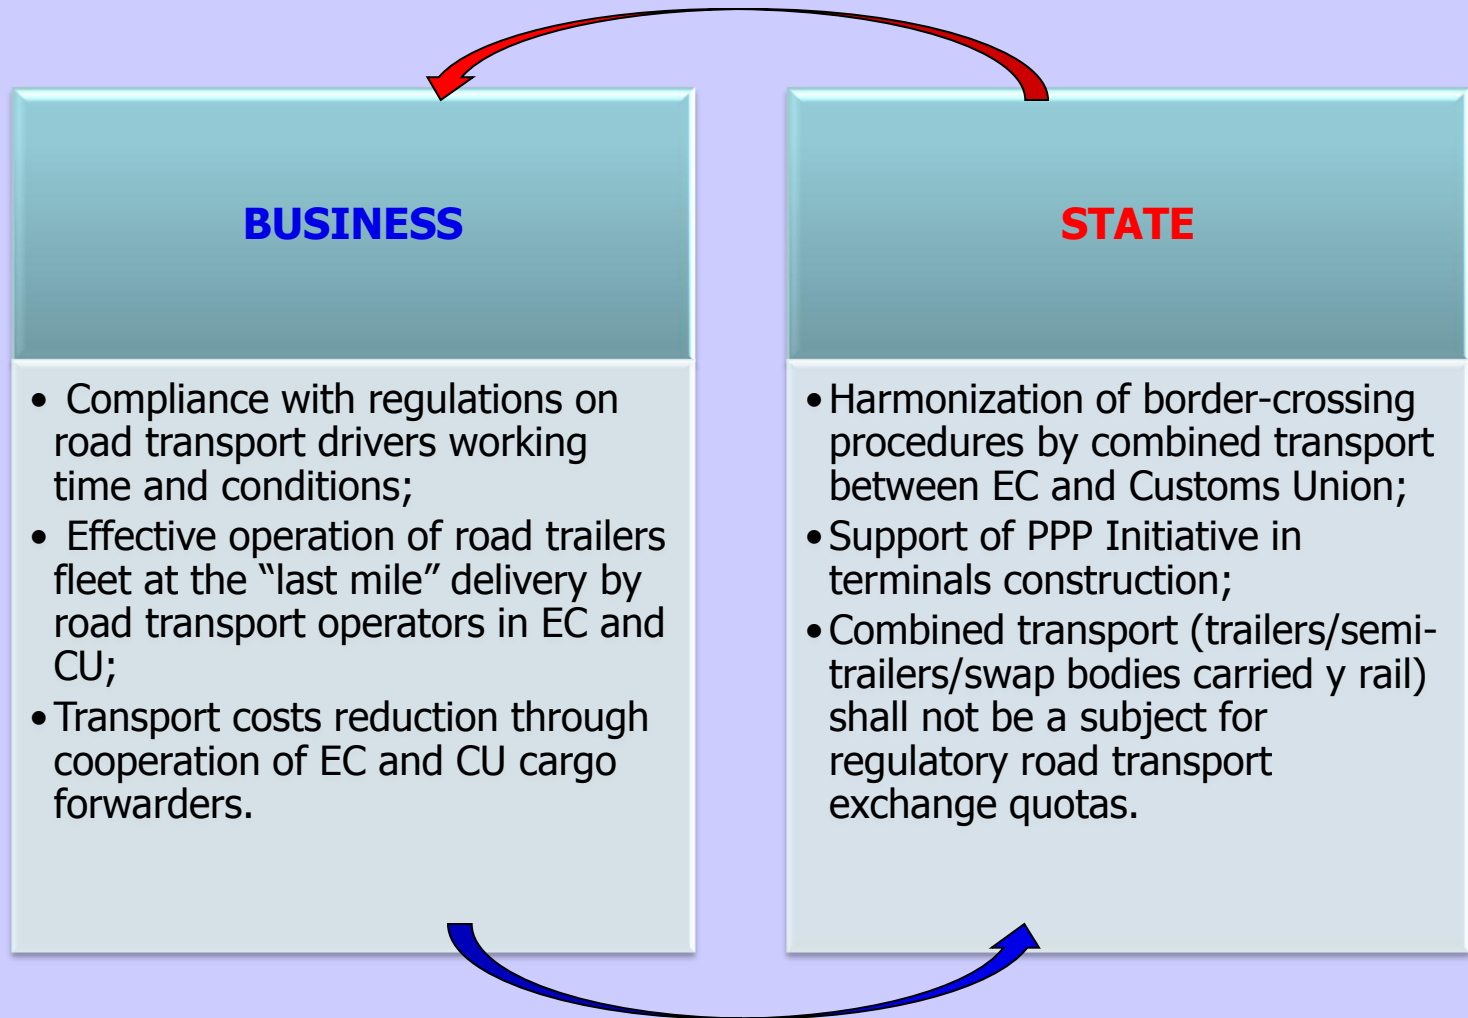 BUSINESS
• Compliance with regulations on
road transport drivers working
time and conditions;
• Effective operation of road trailers
fleet at the “last mile” delivery by
road transport operators in EC and
CU;
• Transport costs reduction through
cooperation of EC and CU cargo
forwarders.
STATE
• Harmonization of border-crossing
procedures by combined transport
between EC and Customs Union;
• Support of PPP Initiative in
terminals construction;
• Combined transport (trailers/semi-
trailers/swap bodies carried y rail)
shall not be a subject for
regulatory road transport
exchange quotas.